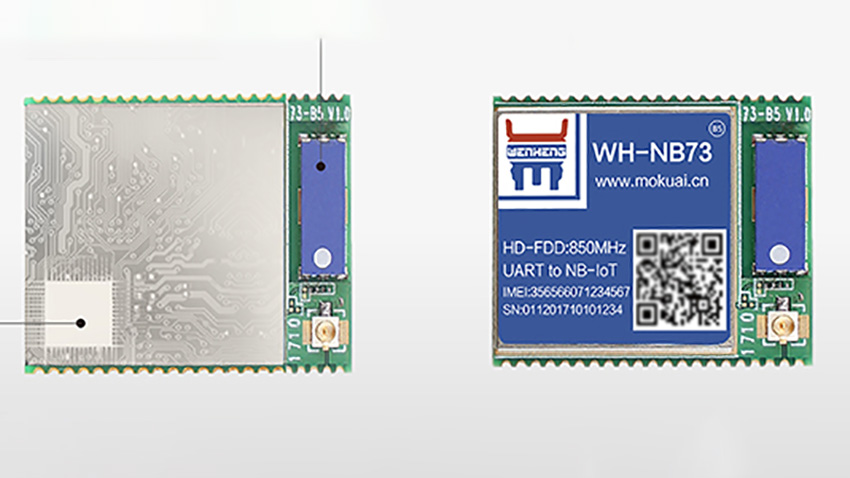 73-B5 V1.0
1710
73-B5 V1.0
B5
WENHENG
WH-NB73
www.mokuai.cn
HD-FDD:850MHz
UART to NB-IoT
IMEI:356566071234567
SN:011201710101234
1710